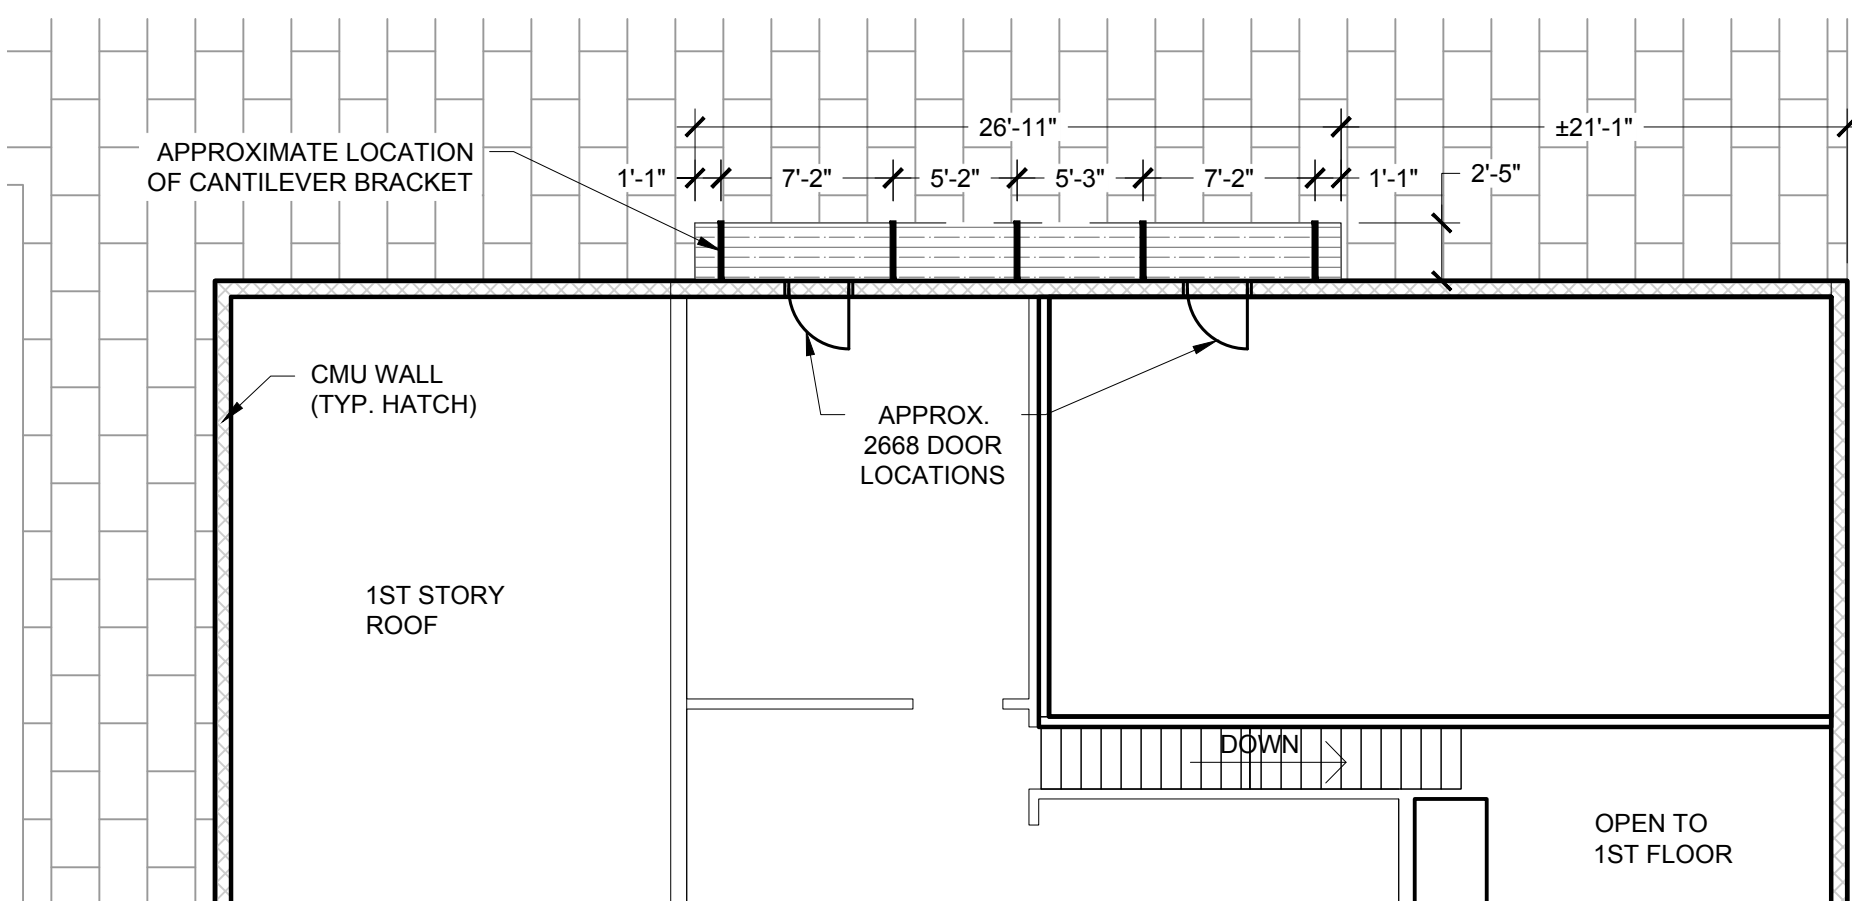 26'-11"
±21'-1"
APPROXIMATE LOCATION
OF CANTILEVER BRACKET
1'-1"
7'-2"
5'-2"
5'-3"
7'-2"
1'-1"
2'-5"
CMU WALL
(TYP. HATCH)
APPROX.
2668 DOOR
LOCATIONS
1ST STORY
ROOF
DOWN
OPEN TO
1ST FLOOR